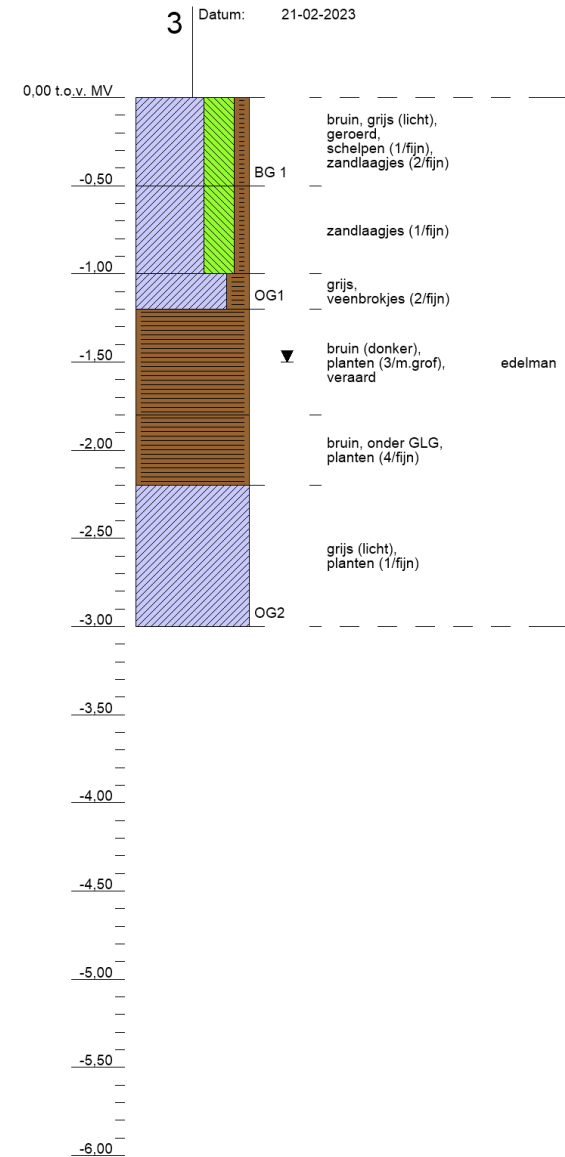 3 Datum: 21-02-2023
0,00 t.o.v. MV
bruin, grijs (licht),
geroerd,
schelpen (1/fijn),
zandlaagjes (2/fijn)
BG 1
-0,50
zandlaagjes (1/fijn)
-1,00
grijs,
OG1
veenbrokjes (2/fijn)
bruin (donker),
-1,50
planten (3/m.grof), edelman
veraard
-2,00
bruin, onder GLG,
planten (4/fijn)
-2,50
grijs (licht),
planten (1/fijn)
OG2
-3,00
-3,50
-4,00
-4,50
-5,00
-5,50
-6,00